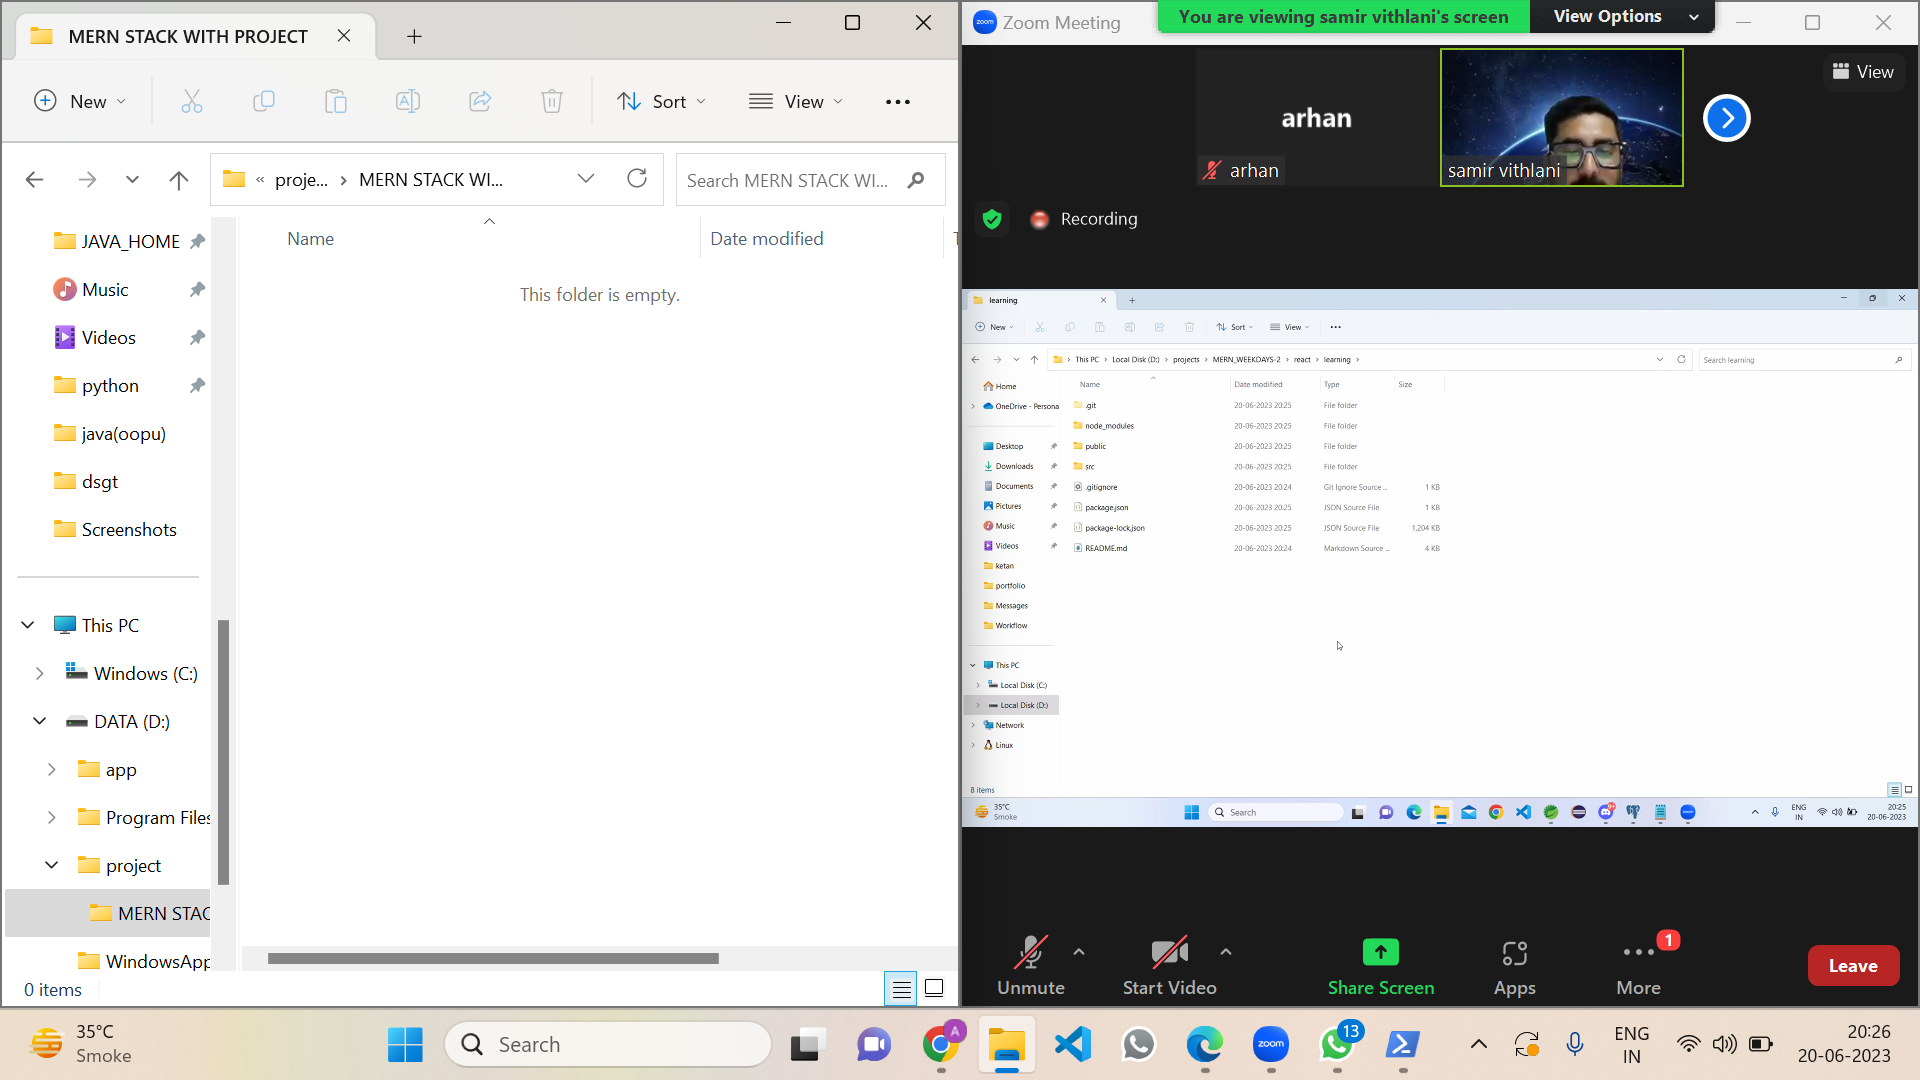 MERN STACK WITH PROJECT
New
Sort
View
proje...
MERN STACK WI...
Search MERN STACK WI...
JAVA_HOME
Music
Videos
python
java(oopu)
dsgt
Screenshots
This PC
Windows (C:)
DATA (D:)
app
Program Files
project
MERN STAC
WindowsApp
Name
Date modified
This folder is empty.
0 items
Zoom Meeting
You are viewing samir vithlani's screen
View Options
View
arhan
arhan
samir vithlani
Recording
learning
New
Sort
View
This PC
Local Disk (D:)
projects
MERN_WEEKDAYS-2
react
learning
Search learning
Home
OneDrive - Persona
Desktop
Downloads
Documents
Pictures
Music
Videos
ketan
portfolio
Messages
Workflow
This PC
Local Disk (C:)
Local Disk (D:)
Network
Linux
Name Date modified Type Size
.git 20-06-2023 20:25 File folder
node_modules 20-06-2023 20:25 File folder
public 20-06-2023 20:25 File folder
src 20-06-2023 20:25 File folder
.gitignore 20-06-2023 20:24 Git Ignore Source ... 1 KB
package.json 20-06-2023 20:25 JSON Source File 1 KB
package-lock.json 20-06-2023 20:25 JSON Source File 1,204 KB
README.md 20-06-2023 20:24 Markdown Source ... 4 KB
8 items
35°C
Smoke
Search
ENG
IN
20:25
20-06-2023
Unmute
Start Video
Share Screen
Apps
1
More
Leave
35°C
Smoke
Search
A
zoom
13
ENG
IN
20:26
20-06-2023